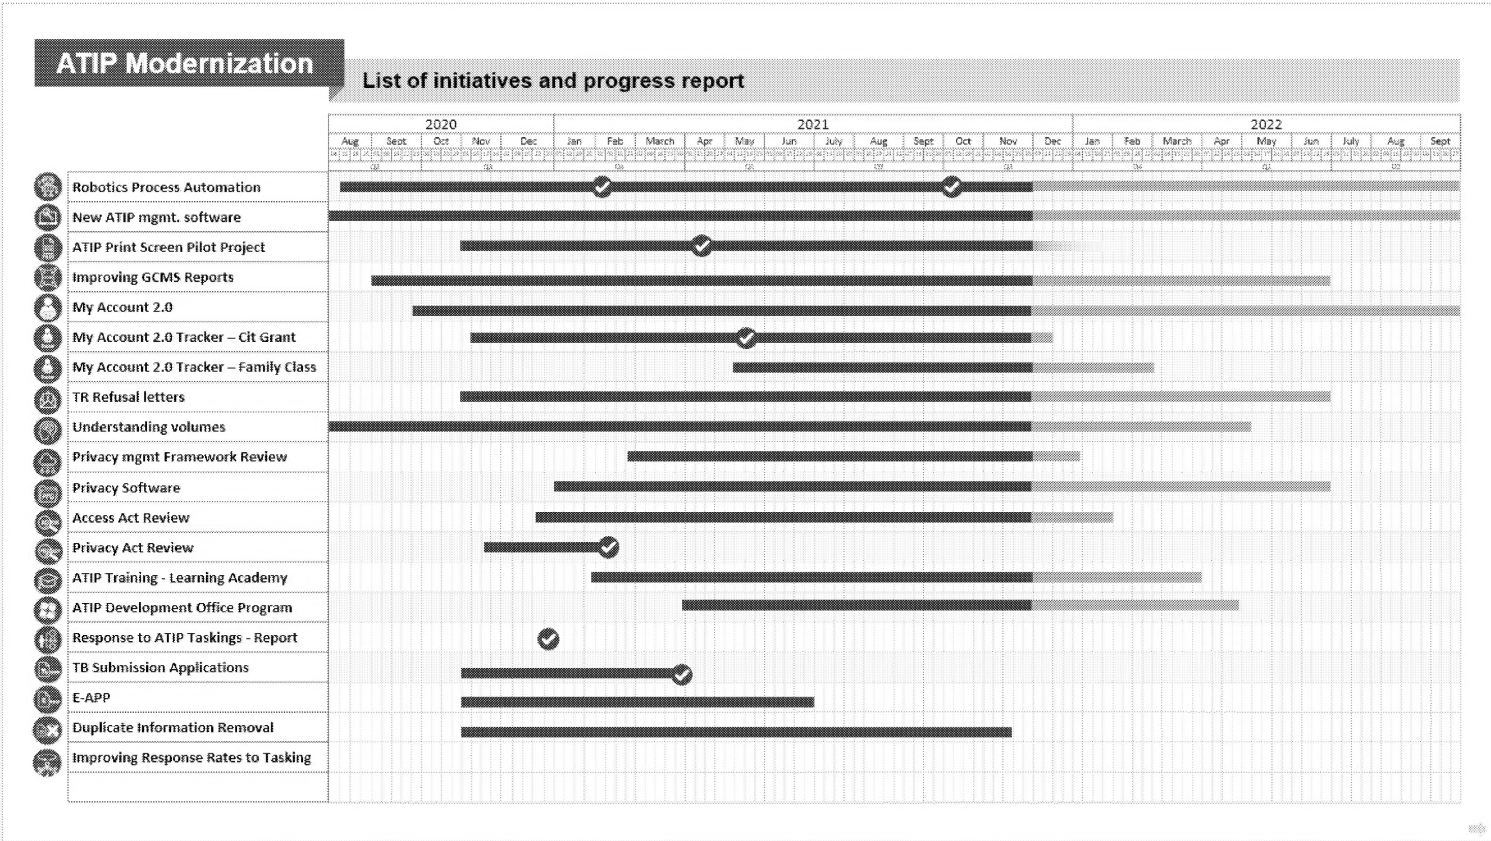 ATIP Modernization
List of initiatives and progress report
2020 2021 2022
Aug Sept Oct Nov Dec Jan Feb March Apr May Jun July Aug Sept Oct Nov Dec Jan Feb March Apr May Jun July Aug Sept
Robotics Process Automation
New ATIP mgmt. software
ATIP Print Screen Pilot Project
Improving GCMS Reports
My Account 2.0
My Account 2.0 Tracker – Cit Grant
My Account 2.0 Tracker – Family Class
TR Refusal letters
Understanding volumes
Privacy mgmt Framework Review
Privacy Software
Access Act Review
Privacy Act Review
ATIP Training - Learning Academy
ATIP Development Office Program
Response to ATIP Taskings - Report
TB Submission Applications
E-APP
Duplicate Information Removal
Improving Response Rates to Tasking